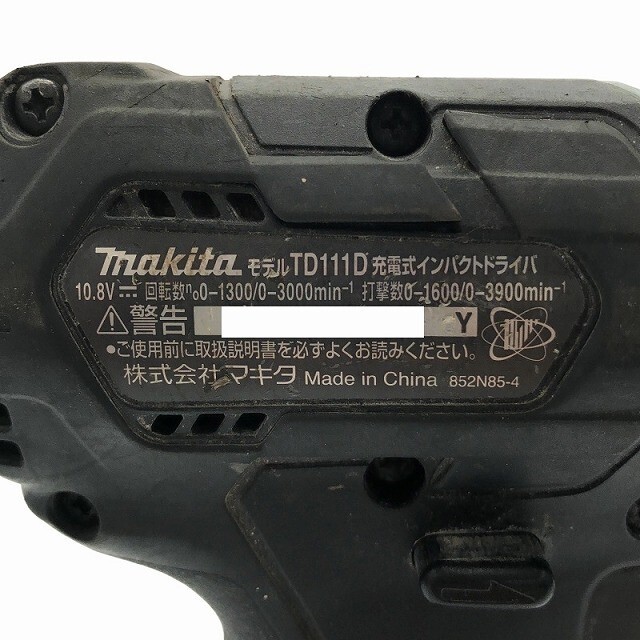 makita モデルTD111D 充電式インパクトドライバ
10.8V⎓ 回転数n₀0-1300/0-3000min⁻¹ 打撃数0-1600/0-3900min⁻¹
⚠警告 Y
●ご使用前に取扱説明書を必ずよくお読みください。
株式会社マキタ Made in China 852N85-4